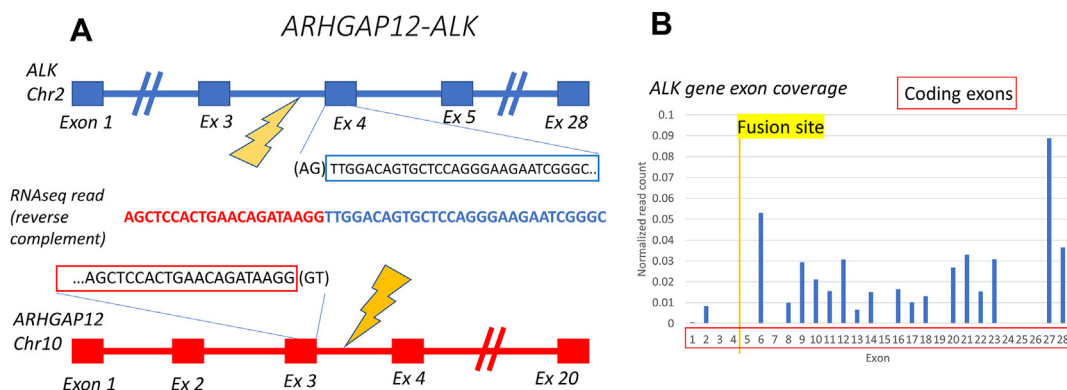 A
ARHGAP12-ALK
ALK
Chr2
Exon 1
Ex 3
Ex 4
Ex 5
Ex 28
(AG) TTGGACAGTGCTCCAGGGAAGAATCGGGC..
RNAseq read
(reverse
complement)
AGCTCCACTGAACAGATAAGGTTGGACAGTGCTCCAGGGAAGAATCGGGC
...AGCTCCACTGAACAGATAAGG (GT)
ARHGAP12
Chr10
Exon 1
Ex 2
Ex 3
Ex 4
Ex 20
B
ALK gene exon coverage
Coding exons
Fusion site
Normalized read count
0.1
0.09
0.08
0.07
0.06
0.05
0.04
0.03
0.02
0.01
0
1 2 3 4 5 6 7 8 9 10 11 12 13 14 15 16 17 18 19 20 21 22 23 24 25 26 27 28
Exon